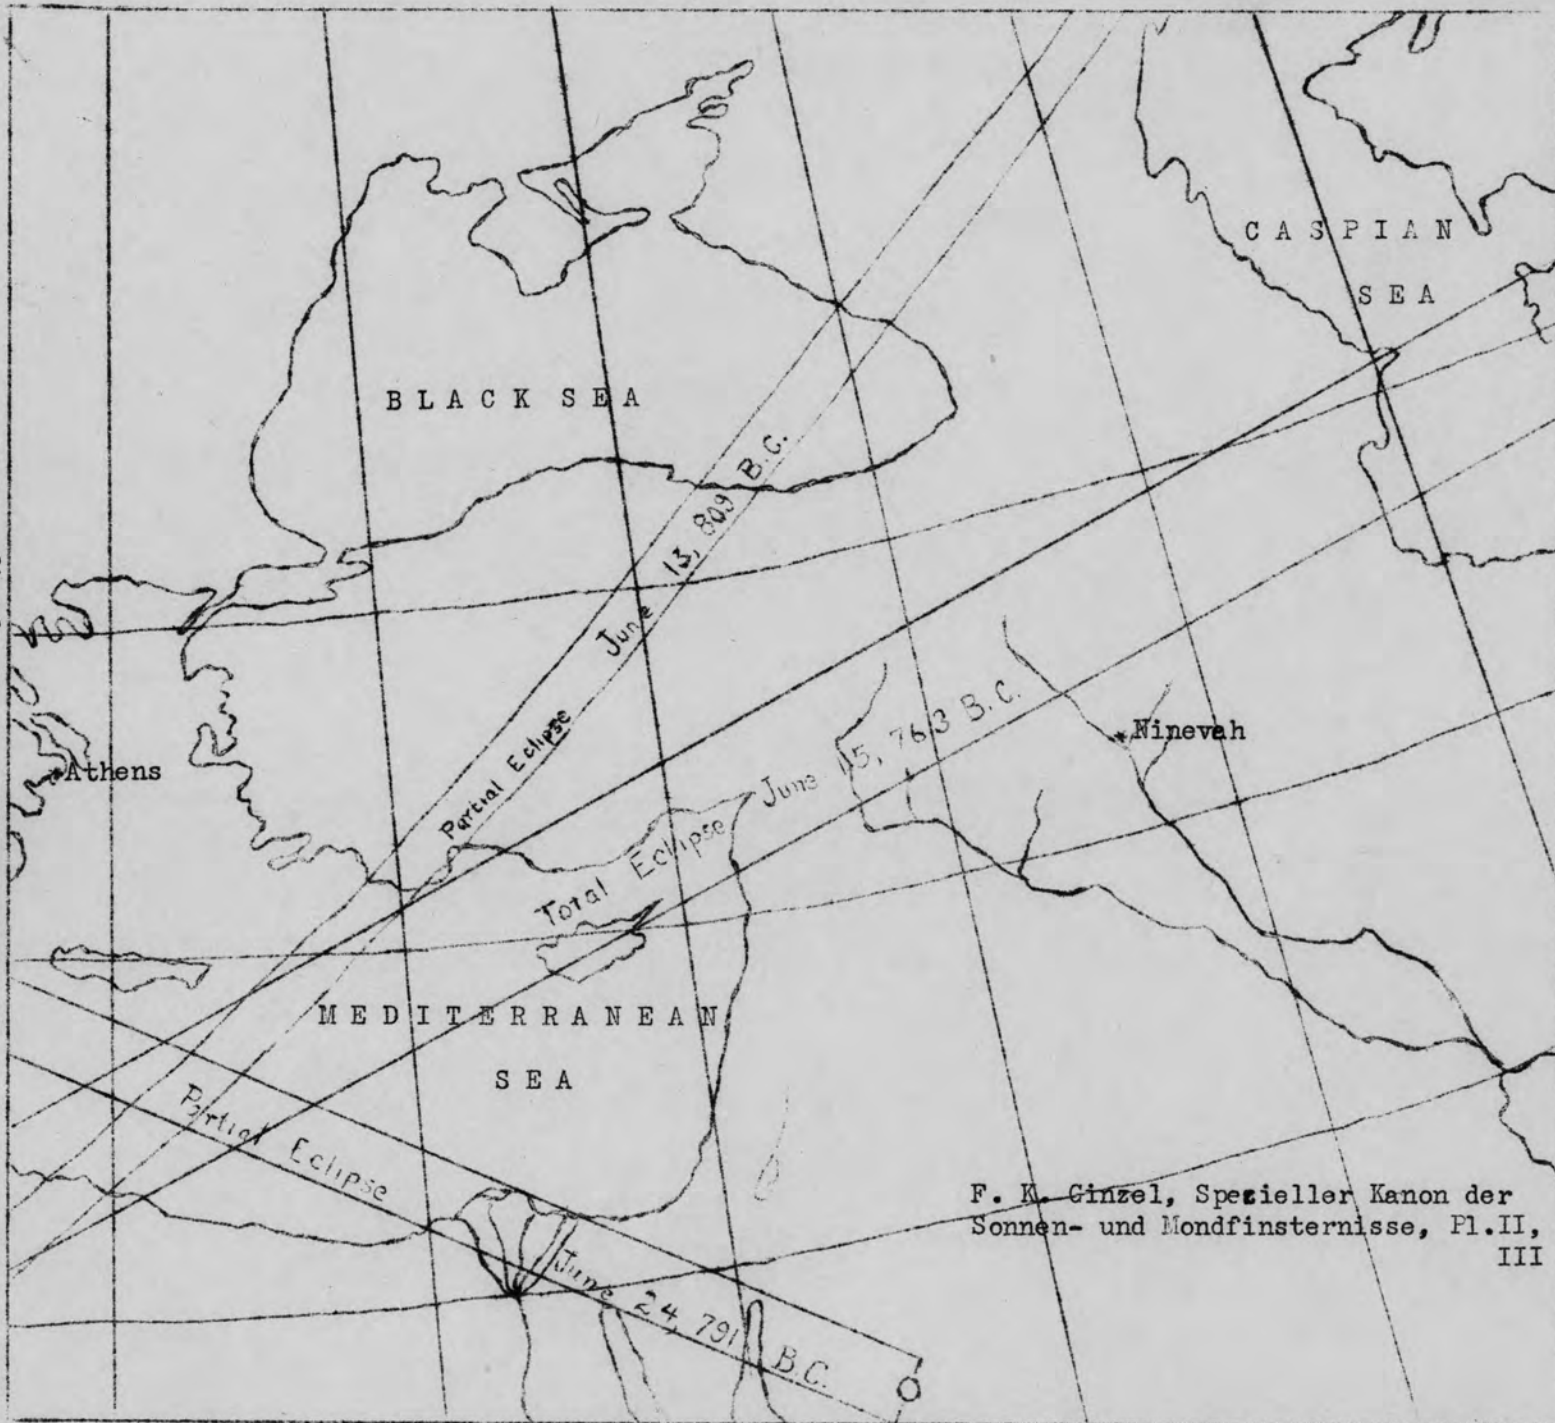 CASPIAN
SEA
BLACK SEA
Partial Eclipse June 13, 809 B.C.
Athens
Ninevah
Total Eclipse June 15, 763 B.C.
MEDITERRANEAN
SEA
Partial Eclipse June 24, 791 B.C.
F. K. Ginzel, Spezieller Kanon der
Sonnen- und Mondfinsternisse, Pl.II,
III